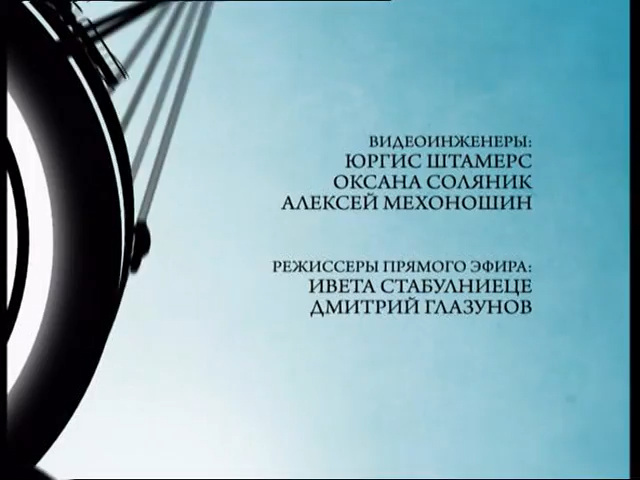 ВИДЕОИНЖЕНЕРЫ:
ЮРГИС ШТАМЕРС
ОКСАНА СОЛЯНИК
АЛЕКСЕЙ МЕХОНОШИН
РЕЖИССЕРЫ ПРЯМОГО ЭФИРА:
ИВЕТА СТАБУЛНИЕЦЕ
ДМИТРИЙ ГЛАЗУНОВ